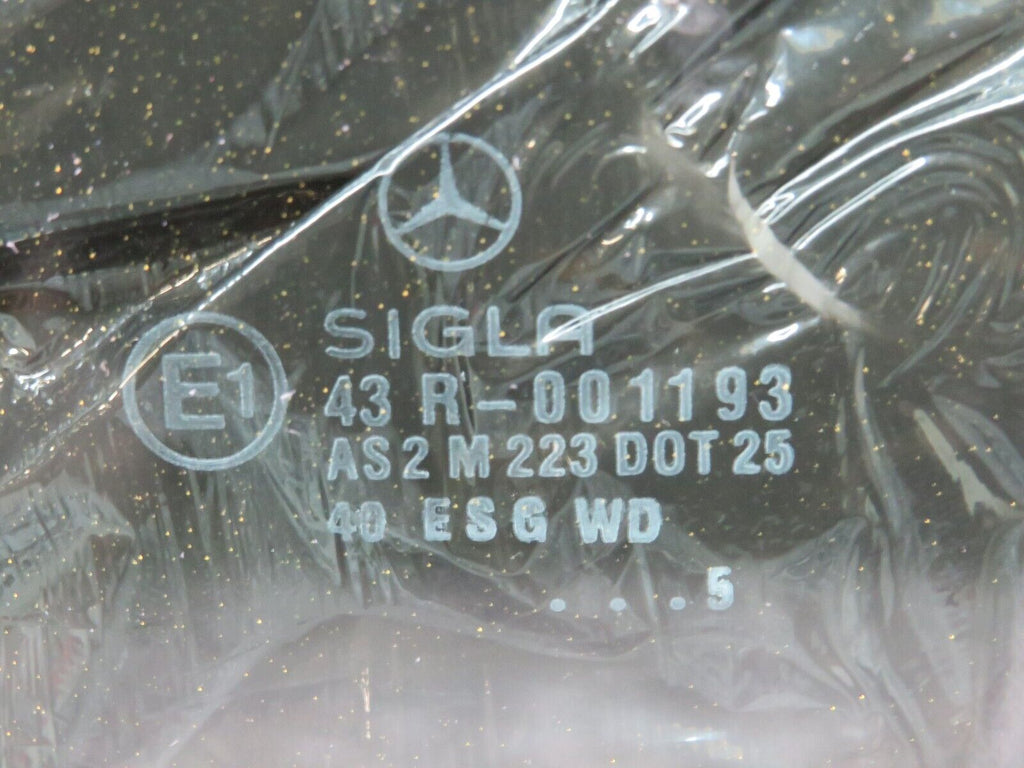 SIGLA
E1
43 R-001193
AS2 M 223 DOT 25
40 ESG WD
. . . 5